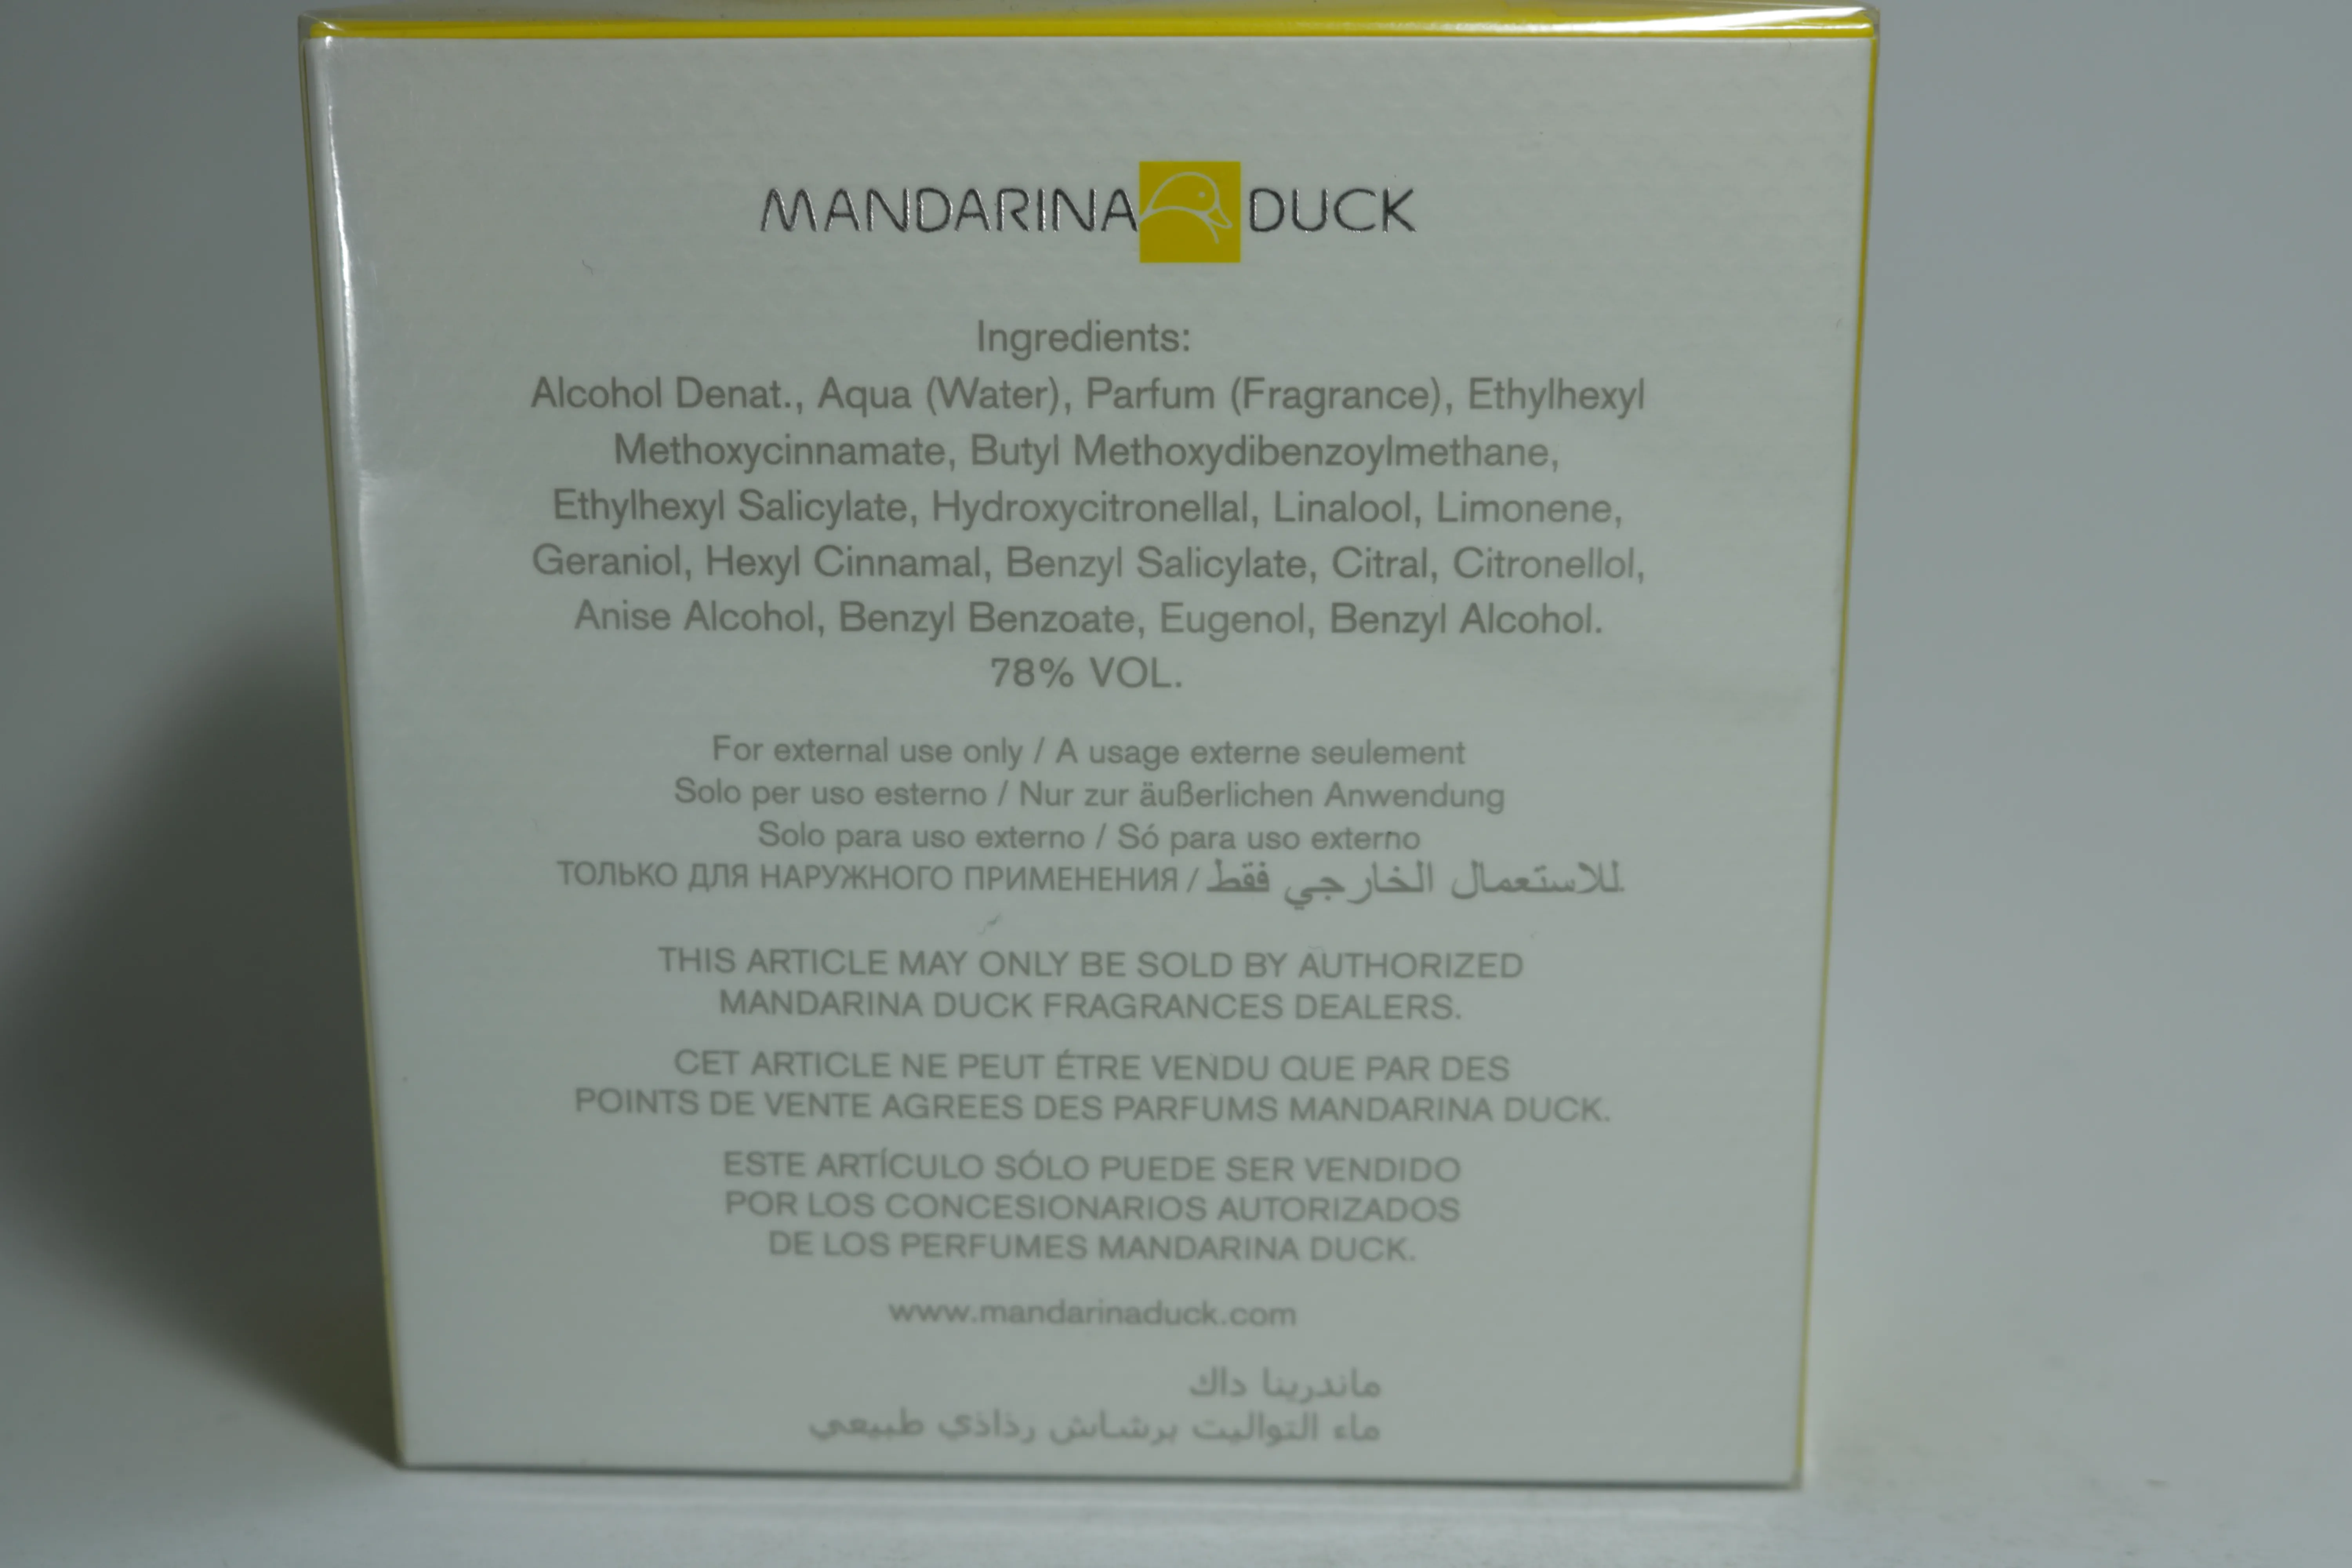 MANDARINA DUCK
Ingredients:
Alcohol Denat., Aqua (Water), Parfum (Fragrance), Ethylhexyl
Methoxycinnamate, Butyl Methoxydibenzoylmethane,
Ethylhexyl Salicylate, Hydroxycitronellal, Linalool, Limonene,
Geraniol, Hexyl Cinnamal, Benzyl Salicylate, Citral, Citronellol,
Anise Alcohol, Benzyl Benzoate, Eugenol, Benzyl Alcohol.
78% VOL.
For external use only / A usage externe seulement
Solo per uso esterno / Nur zur äußerlichen Anwendung
Solo para uso externo / Só para uso externo
ТОЛЬКО ДЛЯ НАРУЖНОГО ПРИМЕНЕНИЯ / للاستعمال الخارجي فقط
THIS ARTICLE MAY ONLY BE SOLD BY AUTHORIZED
MANDARINA DUCK FRAGRANCES DEALERS.
CET ARTICLE NE PEUT ÉTRE VENDU QUE PAR DES
POINTS DE VENTE AGREES DES PARFUMS MANDARINA DUCK.
ESTE ARTÍCULO SÓLO PUEDE SER VENDIDO
POR LOS CONCESIONARIOS AUTORIZADOS
DE LOS PERFUMES MANDARINA DUCK.
www.mandarinaduck.com
ماندرينا داك
ماء التواليت برشاش رذاذي طبيعي